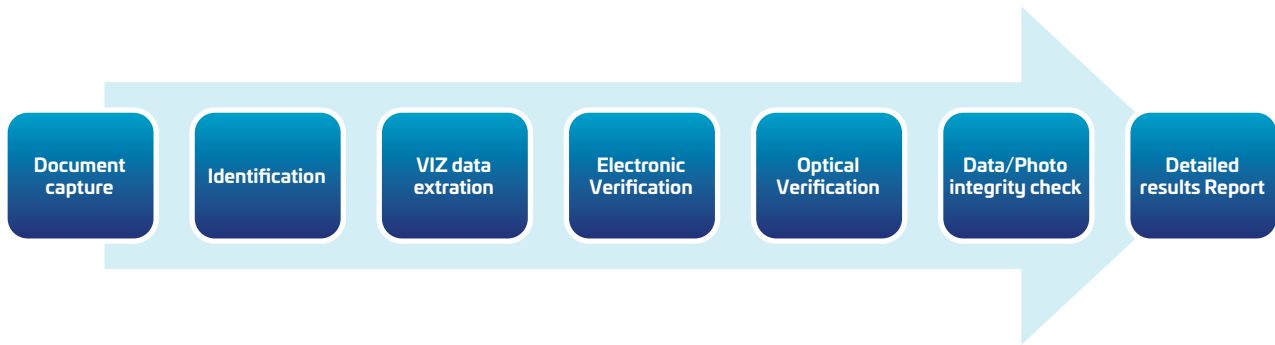 Document
capture
Identification
VIZ data
extration
Electronic
Verification
Optical
Verification
Data/Photo
integrity check
Detailed
results Report